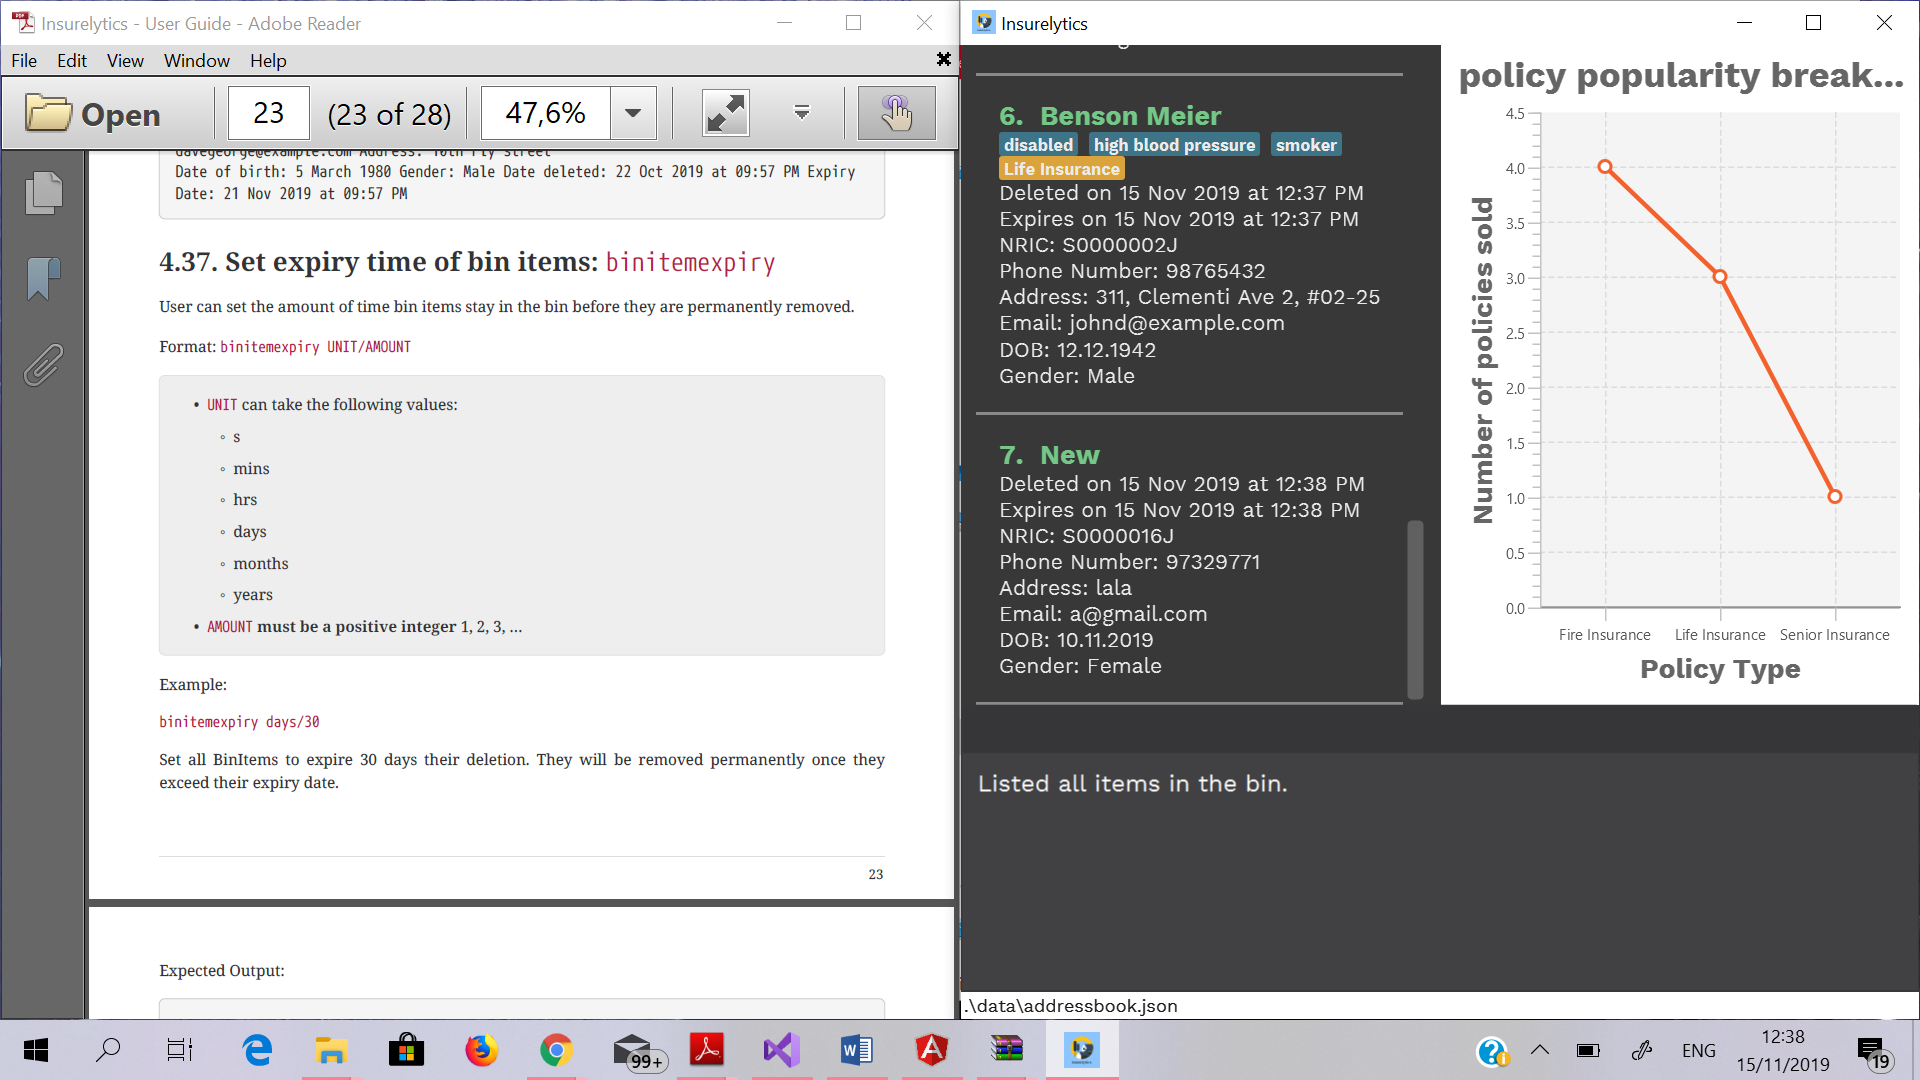 Insurelytics - User Guide - Adobe Reader
File Edit View Window Help
Open 23 (23 of 28) 47,6%
davegeorge@example.com Address: 10th Fly Street
Date of birth: 5 March 1980 Gender: Male Date deleted: 22 Oct 2019 at 09:57 PM Expiry
Date: 21 Nov 2019 at 09:57 PM
4.37. Set expiry time of bin items: binitemexpiry
User can set the amount of time bin items stay in the bin before they are permanently removed.
Format: binitemexpiry UNIT/AMOUNT
• UNIT can take the following values:
◦ s
◦ mins
◦ hrs
◦ days
◦ months
◦ years
• AMOUNT must be a positive integer 1, 2, 3, …
Example:
binitemexpiry days/30
Set all BinItems to expire 30 days their deletion. They will be removed permanently once they
exceed their expiry date.
23
Expected Output:
Insurelytics
6. Benson Meier
disabled high blood pressure smoker
Life Insurance
Deleted on 15 Nov 2019 at 12:37 PM
Expires on 15 Nov 2019 at 12:37 PM
NRIC: S0000002J
Phone Number: 98765432
Address: 311, Clementi Ave 2, #02-25
Email: johnd@example.com
DOB: 12.12.1942
Gender: Male
7. New
Deleted on 15 Nov 2019 at 12:38 PM
Expires on 15 Nov 2019 at 12:38 PM
NRIC: S0000016J
Phone Number: 97329771
Address: lala
Email: a@gmail.com
DOB: 10.11.2019
Gender: Female
policy popularity break...
Number of policies sold
4.5
4.0
3.5
3.0
2.5
2.0
1.5
1.0
0.5
0.0
Fire Insurance Life Insurance Senior Insurance
Policy Type
Listed all items in the bin.
.\data\addressbook.json
99+
ENG
12:38
15/11/2019
19